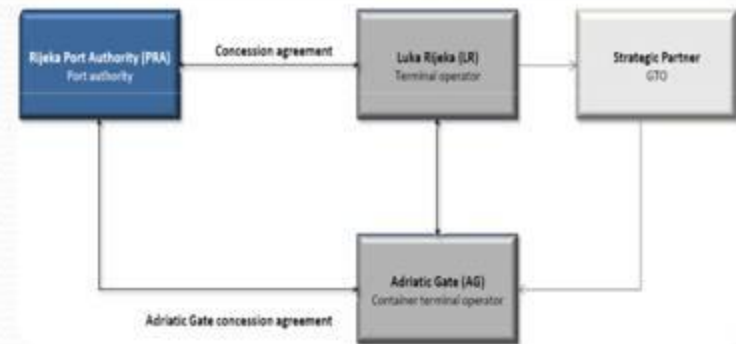 Concession agreement
Rijeka Port Authority (PRA)
Port authority
Luka Rijeka (LR)
Terminal operator
Strategic Partner
GTO
Adriatic Gate (AG)
Container terminal operator
Adriatic Gate concession agreement